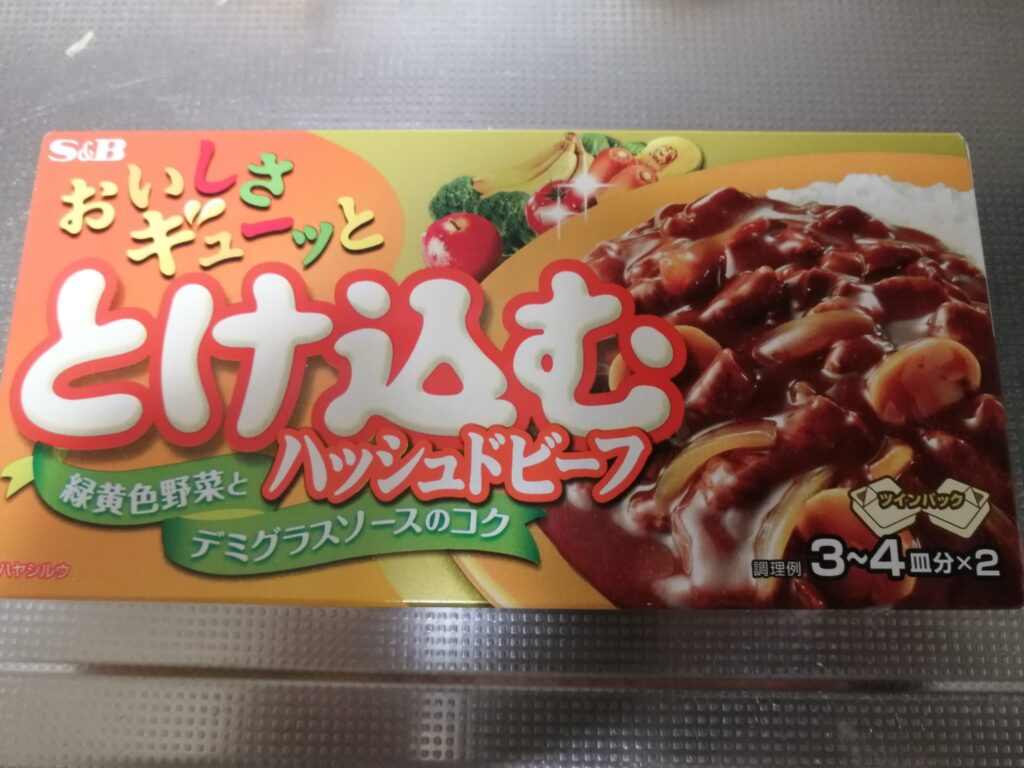 S&B
おいしさ
ギューッと
とけ込む
ハッシュドビーフ
緑黄色野菜と
デミグラスソースのコク
ハヤシルウ
ツインパック
調理例 3~4皿分×2